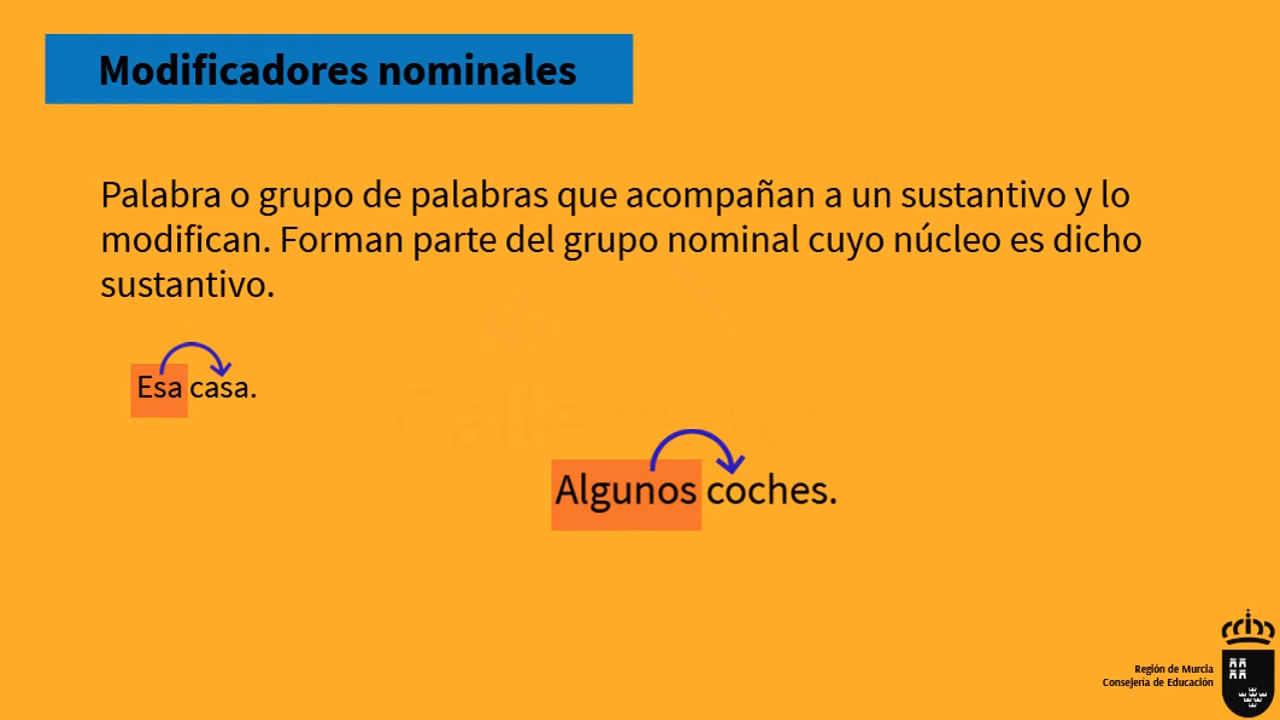 Modificadores nominales
Palabra o grupo de palabras que acompañan a un sustantivo y lo
modifican. Forman parte del grupo nominal cuyo núcleo es dicho
sustantivo.
Esa casa.
Algunos coches.
Región de Murcia
Consejería de Educación